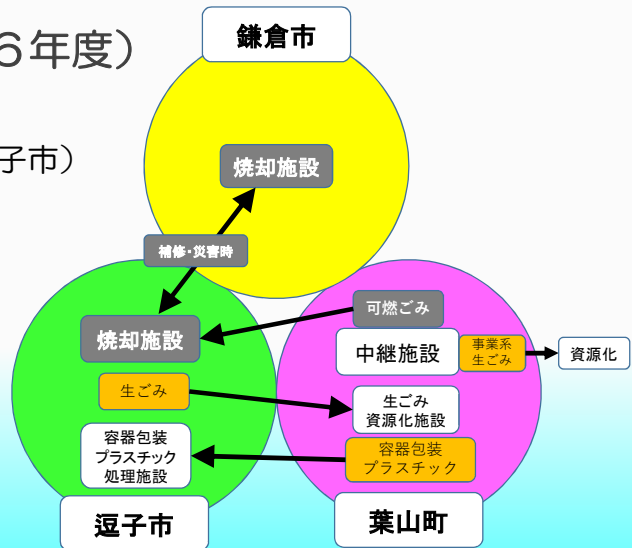 ６年度）
子市）
鎌倉市
焼却施設
補修・災害時
焼却施設
生ごみ
容器包装
プラスチック
処理施設
逗子市
可燃ごみ
中継施設
事業系
生ごみ
資源化
生ごみ
資源化施設
容器包装
プラスチック
葉山町